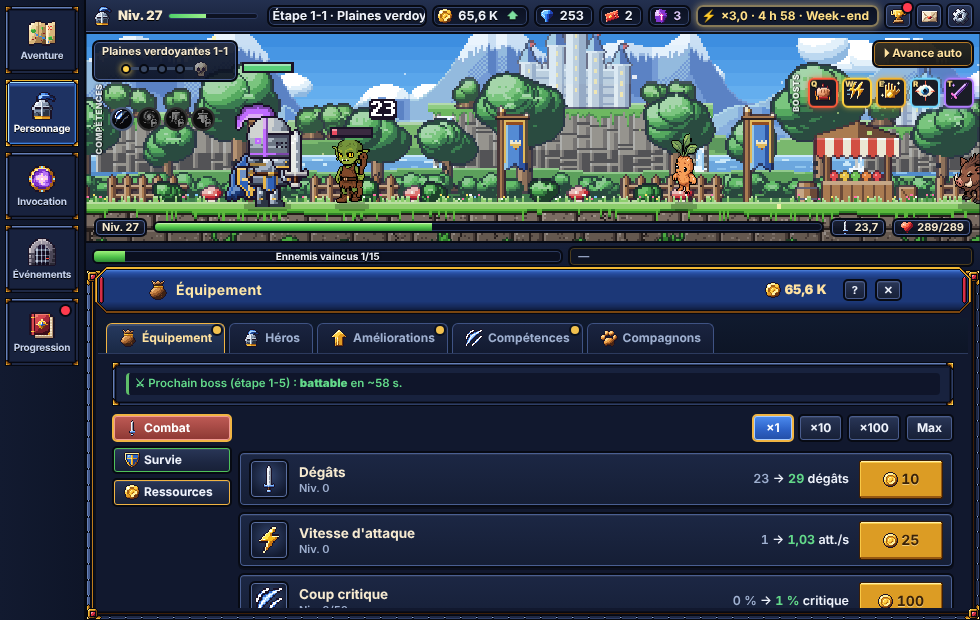 Niv. 27
Étape 1-1 · Plaines verdoy
65,6 K
253
2
3
×3,0 · 4 h 58 · Week-end
Aventure
Personnage
Invocation
Événements
Progression
Plaines verdoyantes 1-1
Avance auto
COMPÉTENCES
BOOSTS
23
Niv. 27
23,7
289/289
Ennemis vaincus 1/15
—
Équipement
65,6 K
?
×
Équipement
Héros
Améliorations
Compétences
Compagnons
Prochain boss (étape 1-5) : battable en ~58 s.
Combat
Survie
Ressources
×1
×10
×100
Max
Dégâts
Niv. 0
23 → 29 dégâts
10
Vitesse d'attaque
Niv. 0
1 → 1,03 att./s
25
Coup critique
0 % → 1 % critique
100